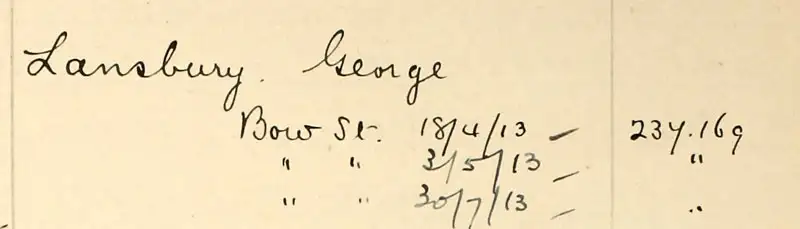 Lansbury. George
Bow St. 18/4/13 — 237.169
" " 3/5/13 — "
" " 30/7/13 — "